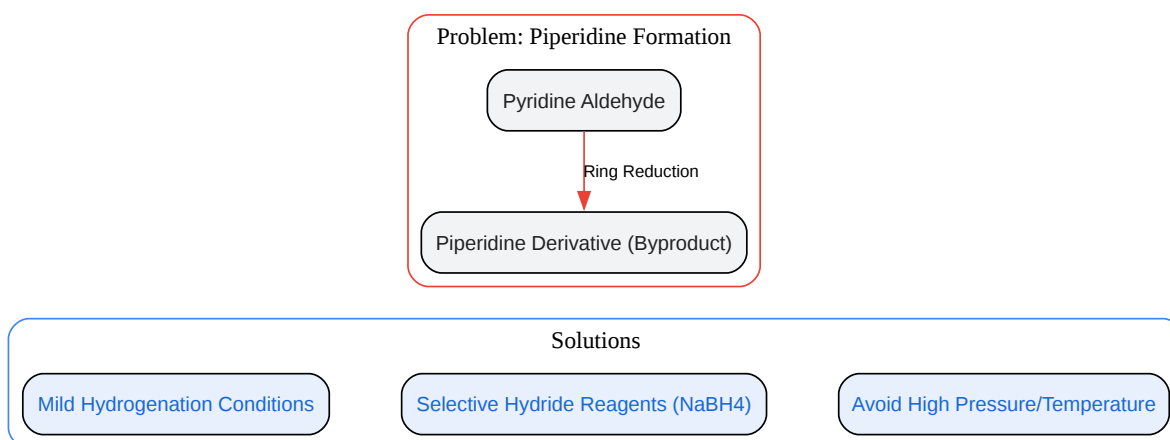 Problem: Piperidine Formation
Pyridine Aldehyde
Ring Reduction
Piperidine Derivative (Byproduct)
Solutions
Mild Hydrogenation Conditions
Selective Hydride Reagents (NaBH4)
Avoid High Pressure/Temperature